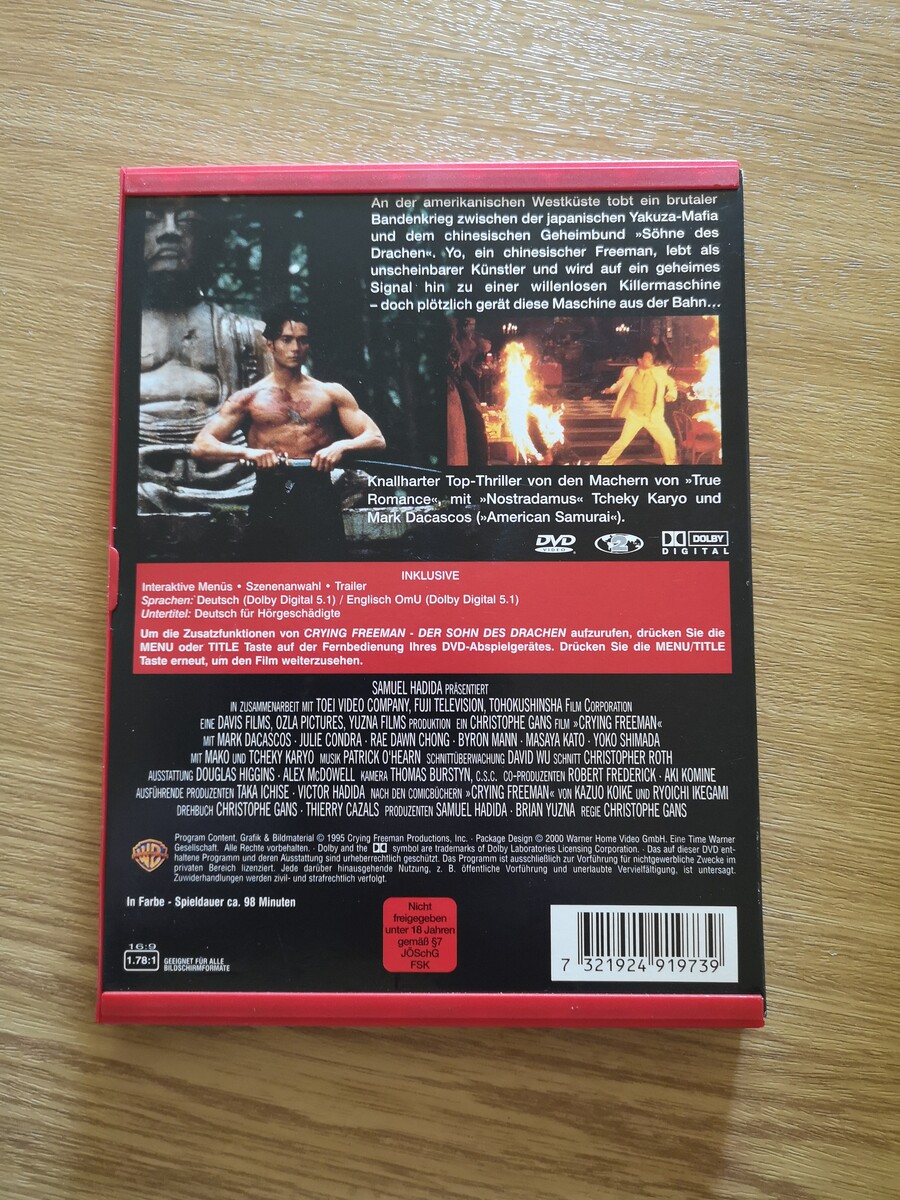 An der amerikanischen Westküste tobt ein brutaler
Bandenkrieg zwischen der japanischen Yakuza-Mafia
und dem chinesischen Geheimbund »Söhne des
Drachen«. Yo, ein chinesischer Freeman, lebt als
unscheinbarer Künstler und wird auf ein geheimes
Signal hin zu einer willenlosen Killermaschine
– doch plötzlich gerät diese Maschine aus der Bahn...
Knallharter Top-Thriller von den Machern von »True
Romance«, mit »Nostradamus« Tcheky Karyo und
Mark Dacascos (»American Samurai«).
DVD VIDEO 2 DOLBY DIGITAL
INKLUSIVE
Interaktive Menüs • Szenenanwahl • Trailer
Sprachen: Deutsch (Dolby Digital 5.1) / Englisch OmU (Dolby Digital 5.1)
Untertitel: Deutsch für Hörgeschädigte
Um die Zusatzfunktionen von CRYING FREEMAN - DER SOHN DES DRACHEN aufzurufen, drücken Sie die
MENU oder TITLE Taste auf der Fernbedienung Ihres DVD-Abspielgerätes. Drücken Sie die MENU/TITLE
Taste erneut, um den Film weiterzusehen.
SAMUEL HADIDA PRÄSENTIERT
IN ZUSAMMENARBEIT MIT TOEI VIDEO COMPANY, FUJI TELEVISION, TOHOKUSHINSHA FILM CORPORATION
EINE DAVIS FILMS, OZLA PICTURES, YUZNA FILMS PRODUKTION EIN CHRISTOPHE GANS FILM »CRYING FREEMAN«
MIT MARK DACASCOS · JULIE CONDRA · RAE DAWN CHONG · BYRON MANN · MASAYA KATO · YOKO SHIMADA
MIT MAKO UND TCHEKY KARYO MUSIK PATRICK O'HEARN SCHNITTÜBERWACHUNG DAVID WU SCHNITT CHRISTOPHER ROTH
AUSSTATTUNG DOUGLAS HIGGINS · ALEX McDOWELL KAMERA THOMAS BURSTYN, C.S.C. CO-PRODUZENTEN ROBERT FREDERICK · AKI KOMINE
AUSFÜHRENDE PRODUZENTEN TAKA ICHISE · VICTOR HADIDA NACH DEN COMICBÜCHERN »CRYING FREEMAN« VON KAZUO KOIKE UND RYOICHI IKEGAMI
DREHBUCH CHRISTOPHE GANS · THIERRY CAZALS PRODUZENTEN SAMUEL HADIDA · BRIAN YUZNA REGIE CHRISTOPHE GANS
WB
Program Content, Grafik & Bildmaterial © 1995 Crying Freeman Productions, Inc. · Package Design © 2000 Warner Home Video GmbH. Eine Time Warner
Gesellschaft. Alle Rechte vorbehalten. · Dolby and the symbol are trademarks of Dolby Laboratories Licensing Corporation. · Das auf dieser DVD ent-
haltene Programm und deren Ausstattung sind urheberrechtlich geschützt. Das Programm ist ausschließlich zur Vorführung für nichtgewerbliche Zwecke im
privaten Bereich lizenziert. Jede darüber hinausgehende Nutzung, z. B. öffentliche Vorführung und unerlaubte Vervielfältigung, ist untersagt.
Zuwiderhandlungen werden zivil- und strafrechtlich verfolgt.
In Farbe - Spieldauer ca. 98 Minuten
Nicht
freigegeben
unter 18 Jahren
gemäß §7
JÖSchG
FSK
16:9
1.78:1 GEEIGNET FÜR ALLE
BILDSCHIRMFORMATE
7 321924 919739